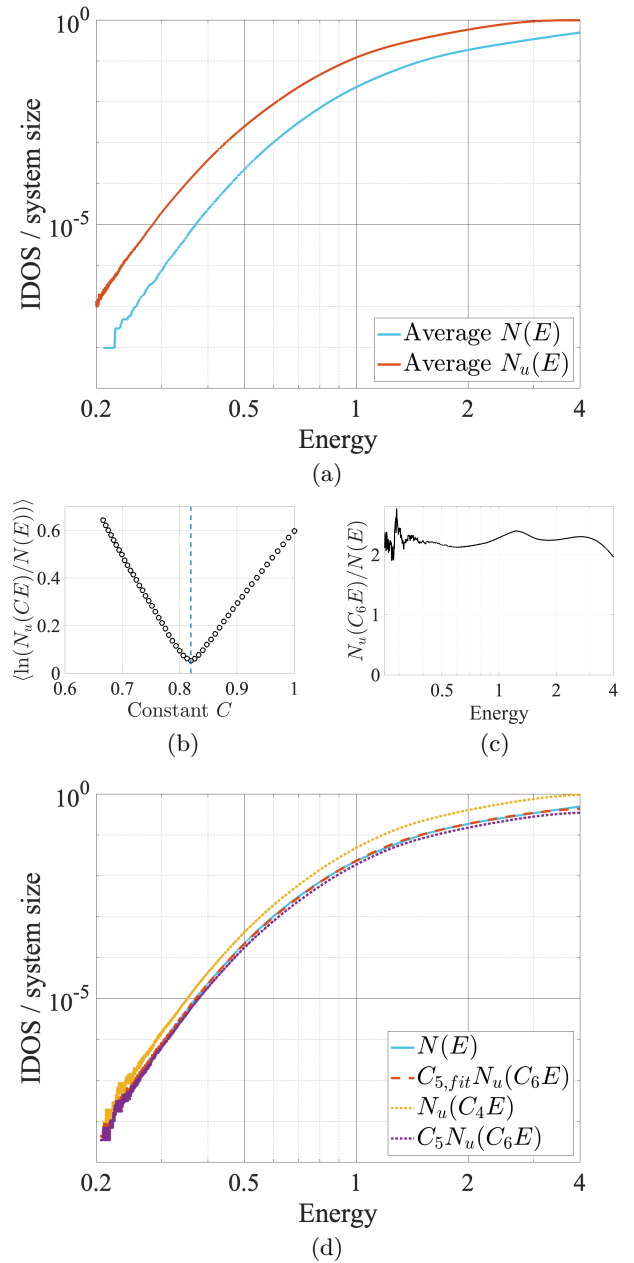 10^0
10^-5
IDOS / system size
Average N(E)
Average N_u(E)
0.2 0.5 1 2 4
Energy
(a)
⟨ln(N_u(CE)/N(E))⟩
0.6
0.4
0.2
0
0.6 0.7 0.8 0.9 1
Constant C
(b)
N_u(C_6E)/N(E)
2
1
0
0.5 1 2 4
Energy
(c)
10^0
10^-5
IDOS / system size
N(E)
C_{5,fit}N_u(C_6E)
N_u(C_4E)
C_5N_u(C_6E)
0.2 0.5 1 2 4
Energy
(d)